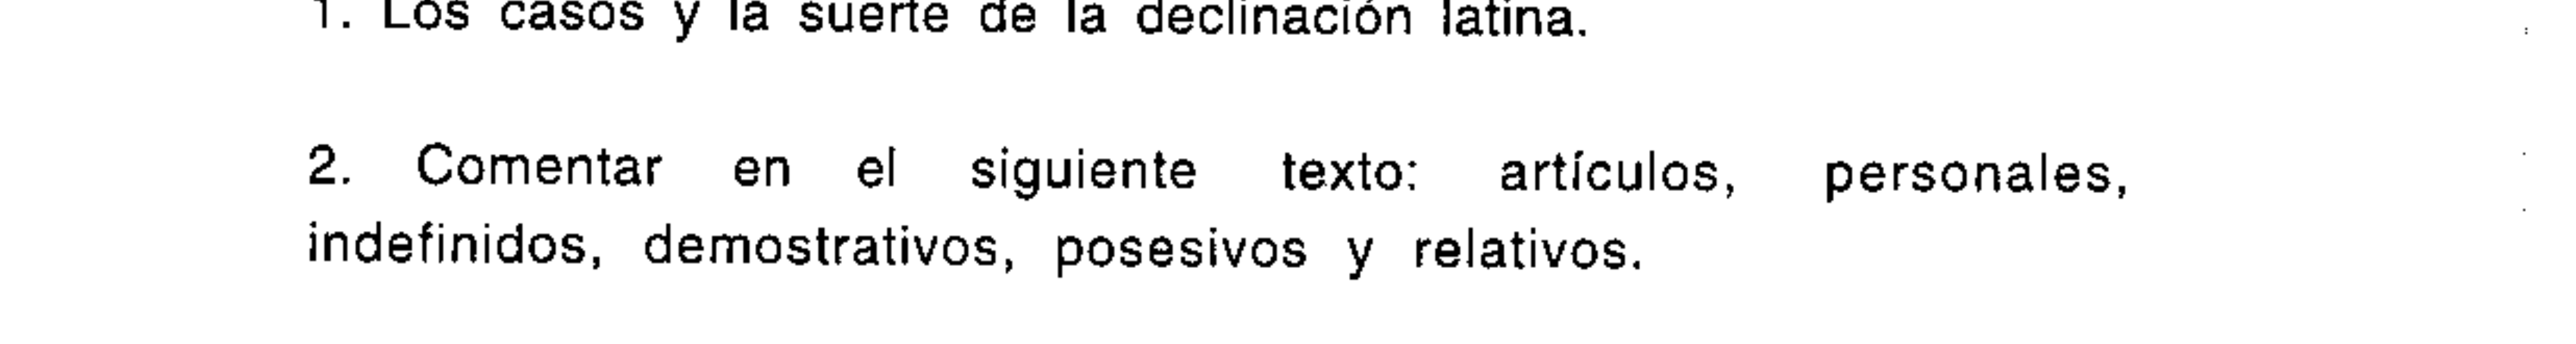 1. Los casos y la suerte de la declinación latina.
2. Comentar en el siguiente texto: artículos, personales,
indefinidos, demostrativos, posesivos y relativos.